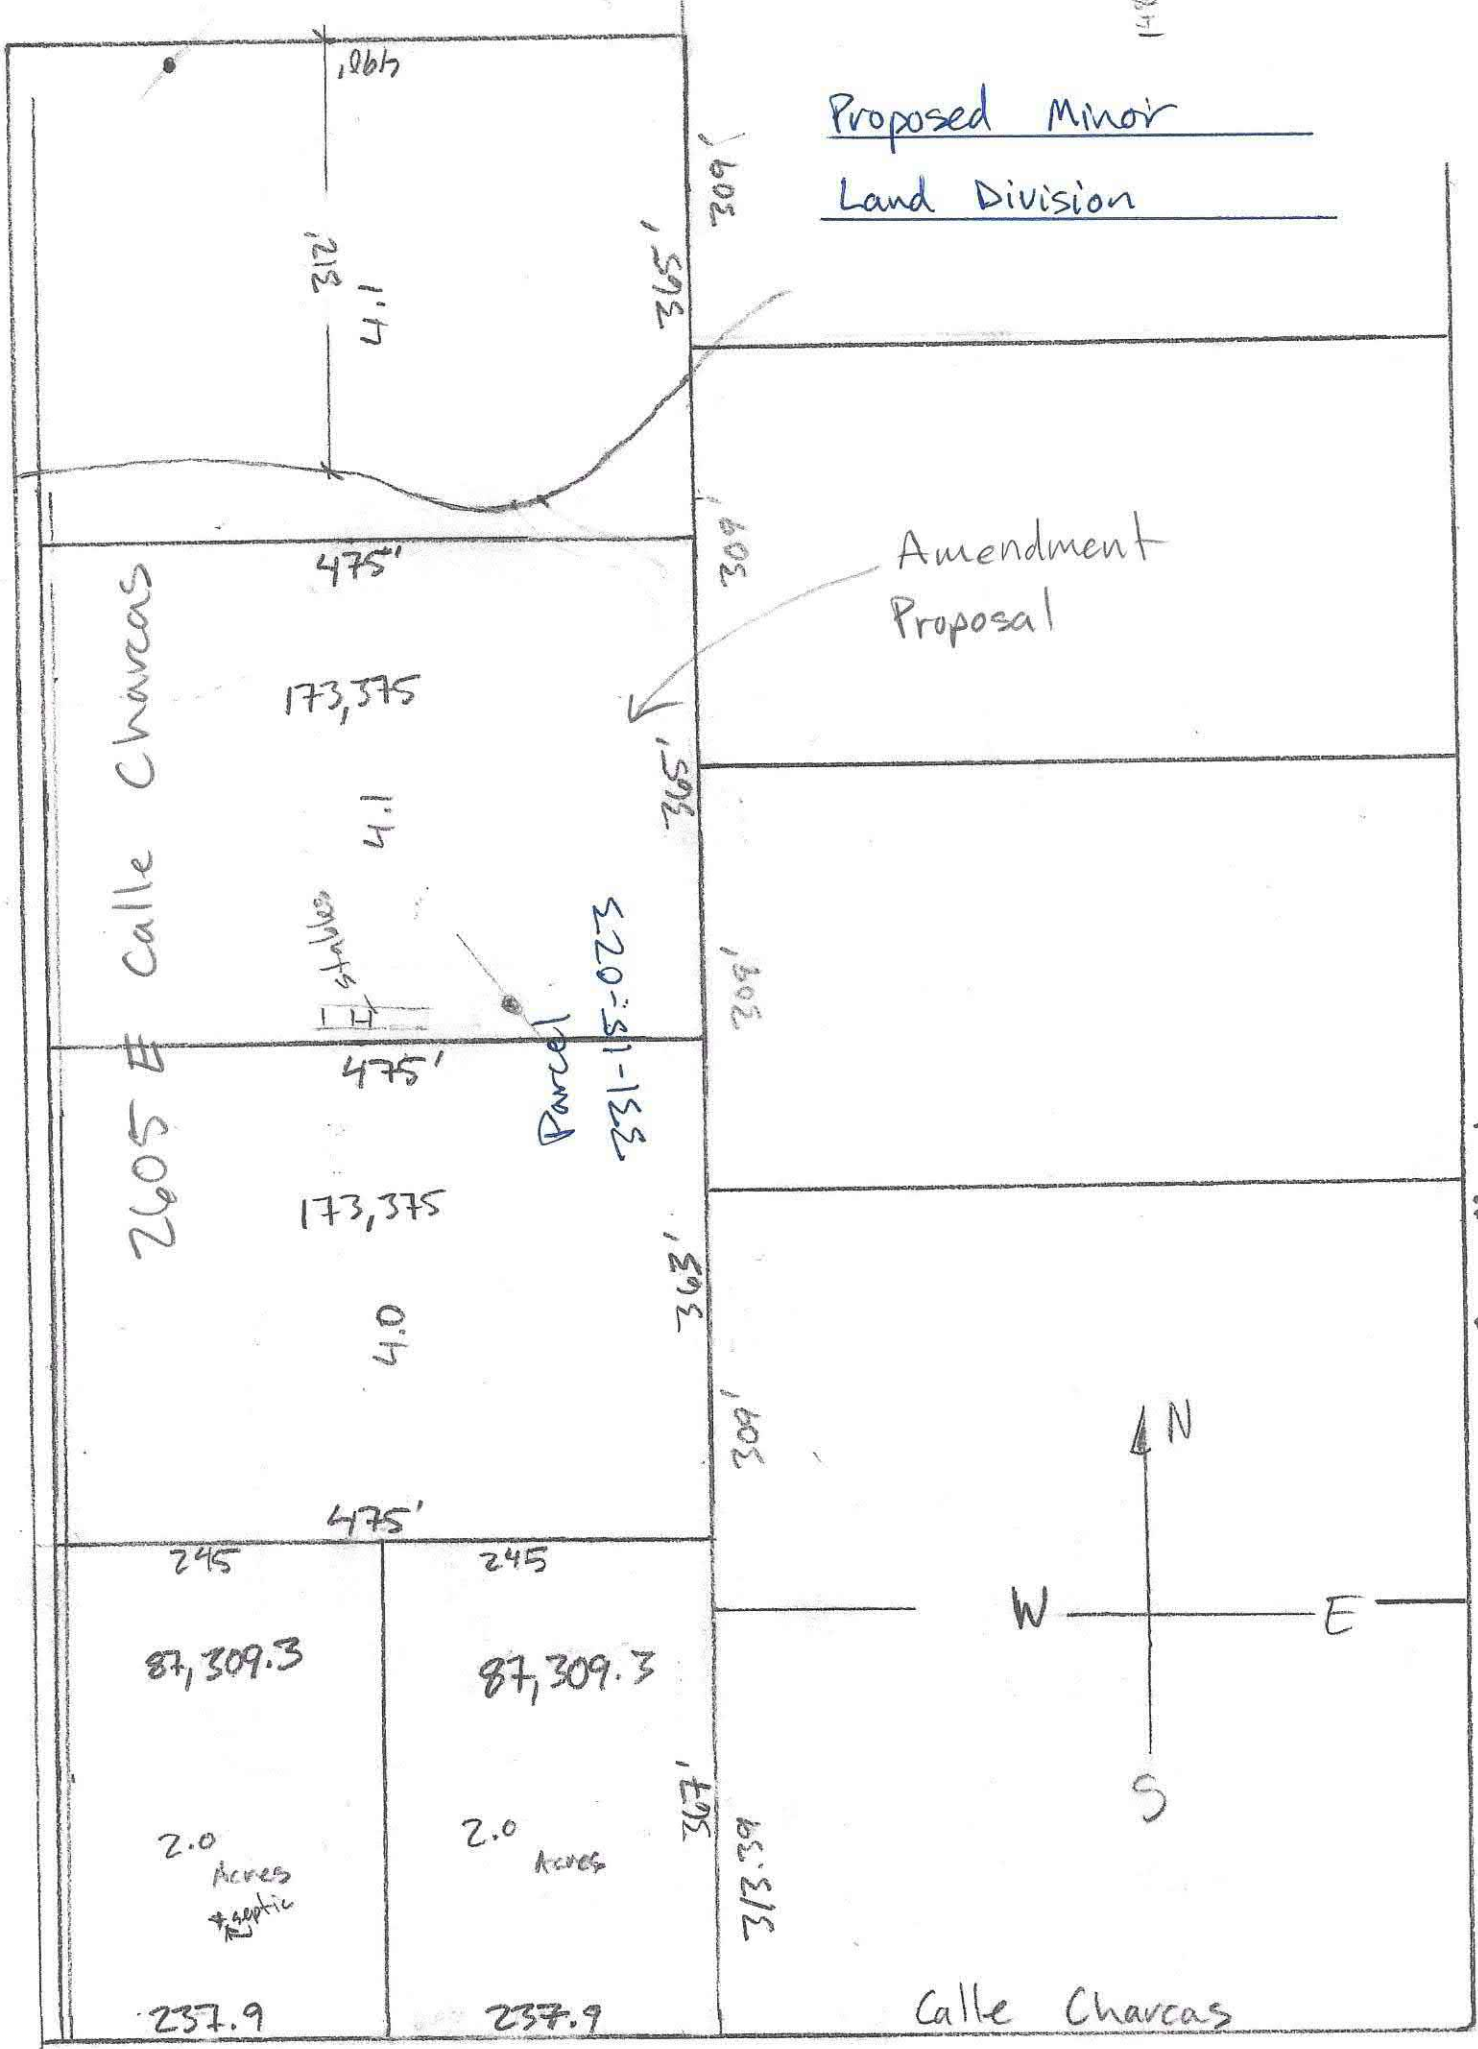 Proposed Minor
Land Division
498'
312'
4.1
365'
309'
475'
309'
Amendment
Proposal
173,375
4.1
365'
2605 E Calle Charcas
stables
Parcel
331-15-023
309'
475'
173,375
4.0
363'
309'
475'
N
W
E
S
245
245
87,309.3
87,309.3
367'
313.39
2.0
Acres
septic
2.0
Acres
237.9
237.9
Calle Charcas